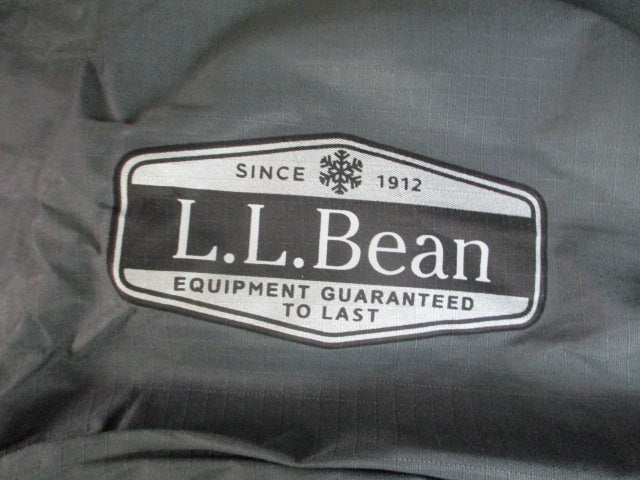 SINCE 1912
L.L.Bean
EQUIPMENT GUARANTEED
TO LAST